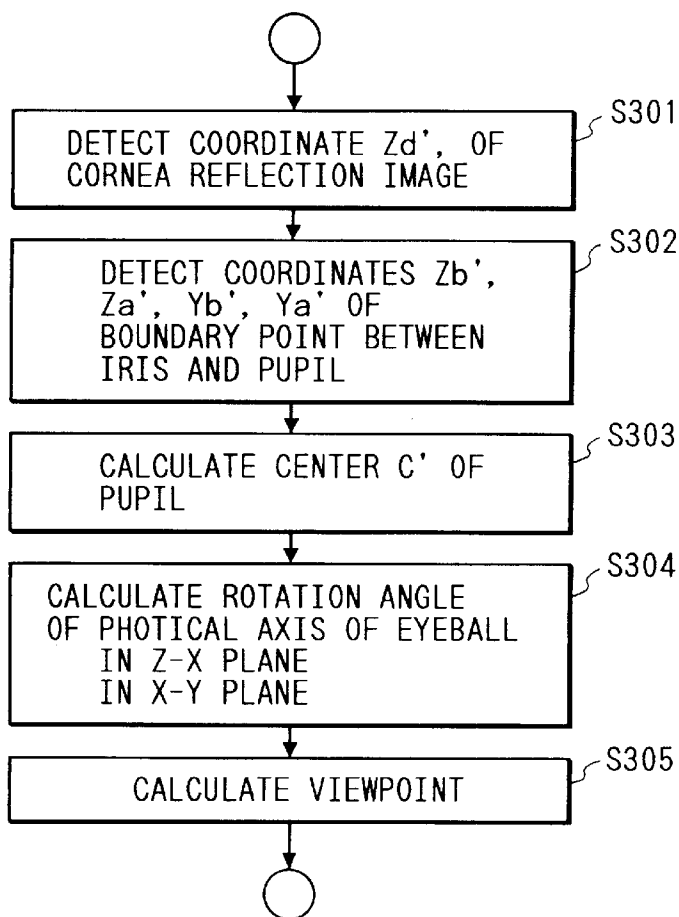 S301
DETECT COORDINATE Zd', OF
CORNEA REFLECTION IMAGE
S302
DETECT COORDINATES Zb',
Za', Yb', Ya' OF
BOUNDARY POINT BETWEEN
IRIS AND PUPIL
S303
CALCULATE CENTER C' OF
PUPIL
S304
CALCULATE ROTATION ANGLE
OF PHOTICAL AXIS OF EYEBALL
IN Z-X PLANE
IN X-Y PLANE
S305
CALCULATE VIEWPOINT